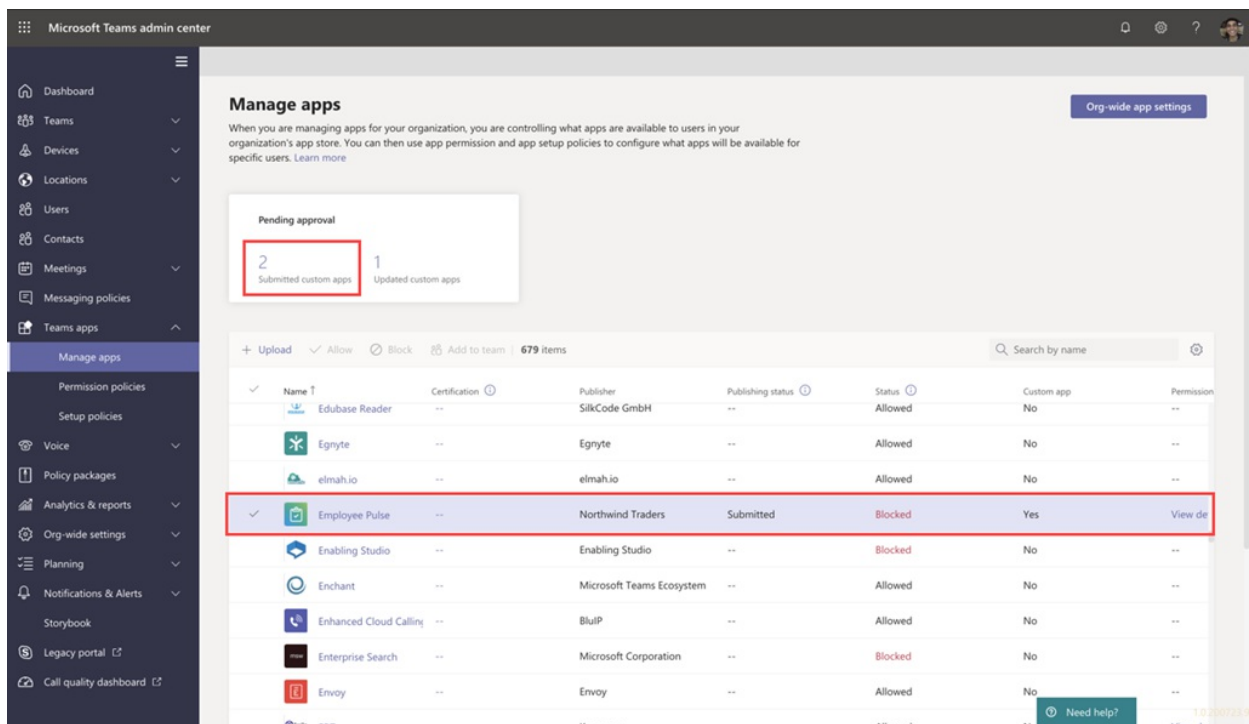 Microsoft Teams admin center
?
Dashboard
Teams
Devices
Locations
Users
Contacts
Meetings
Messaging policies
Teams apps
Manage apps
Permission policies
Setup policies
Voice
Policy packages
Analytics & reports
Org-wide settings
Planning
Notifications & Alerts
Storybook
Legacy portal
Call quality dashboard
Manage apps
Org-wide app settings
When you are managing apps for your organization, you are controlling what apps are available to users in your
organization's app store. You can then use app permission and app setup policies to configure what apps will be available for
specific users. Learn more
Pending approval
2 1
Submitted custom apps Updated custom apps
+ Upload Allow Block Add to team | 679 items Search by name
Name ↑ Certification Publisher Publishing status Status Custom app Permission
Edubase Reader -- SilkCode GmbH -- Allowed No --
Egnyte -- Egnyte -- Allowed No --
elmah.io -- elmah.io -- Allowed No --
Employee Pulse -- Northwind Traders Submitted Blocked Yes View de
Enabling Studio -- Enabling Studio -- Blocked No --
Enchant -- Microsoft Teams Ecosystem -- Allowed No --
Enhanced Cloud Calling -- BluIP -- Allowed No --
Enterprise Search -- Microsoft Corporation -- Blocked No --
Envoy -- Envoy -- Allowed No --
Need help?